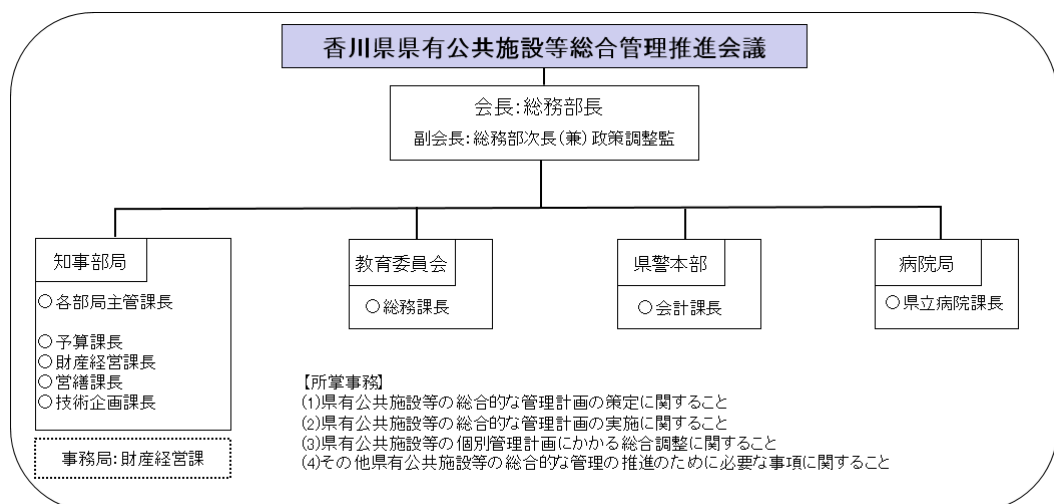 香川県県有公共施設等総合管理推進会議
会長：総務部長
副会長：総務部次長（兼）政策調整監
知事部局
○各部局主管課長
○予算課長
○財産経営課長
○営繕課長
○技術企画課長
事務局：財産経営課
教育委員会
○総務課長
県警本部
○会計課長
病院局
○県立病院課長
【所掌事務】
(1)県有公共施設等の総合的な管理計画の策定に関すること
(2)県有公共施設等の総合的な管理計画の実施に関すること
(3)県有公共施設等の個別管理計画にかかる総合調整に関すること
(4)その他県有公共施設等の総合的な管理の推進のために必要な事項に関すること